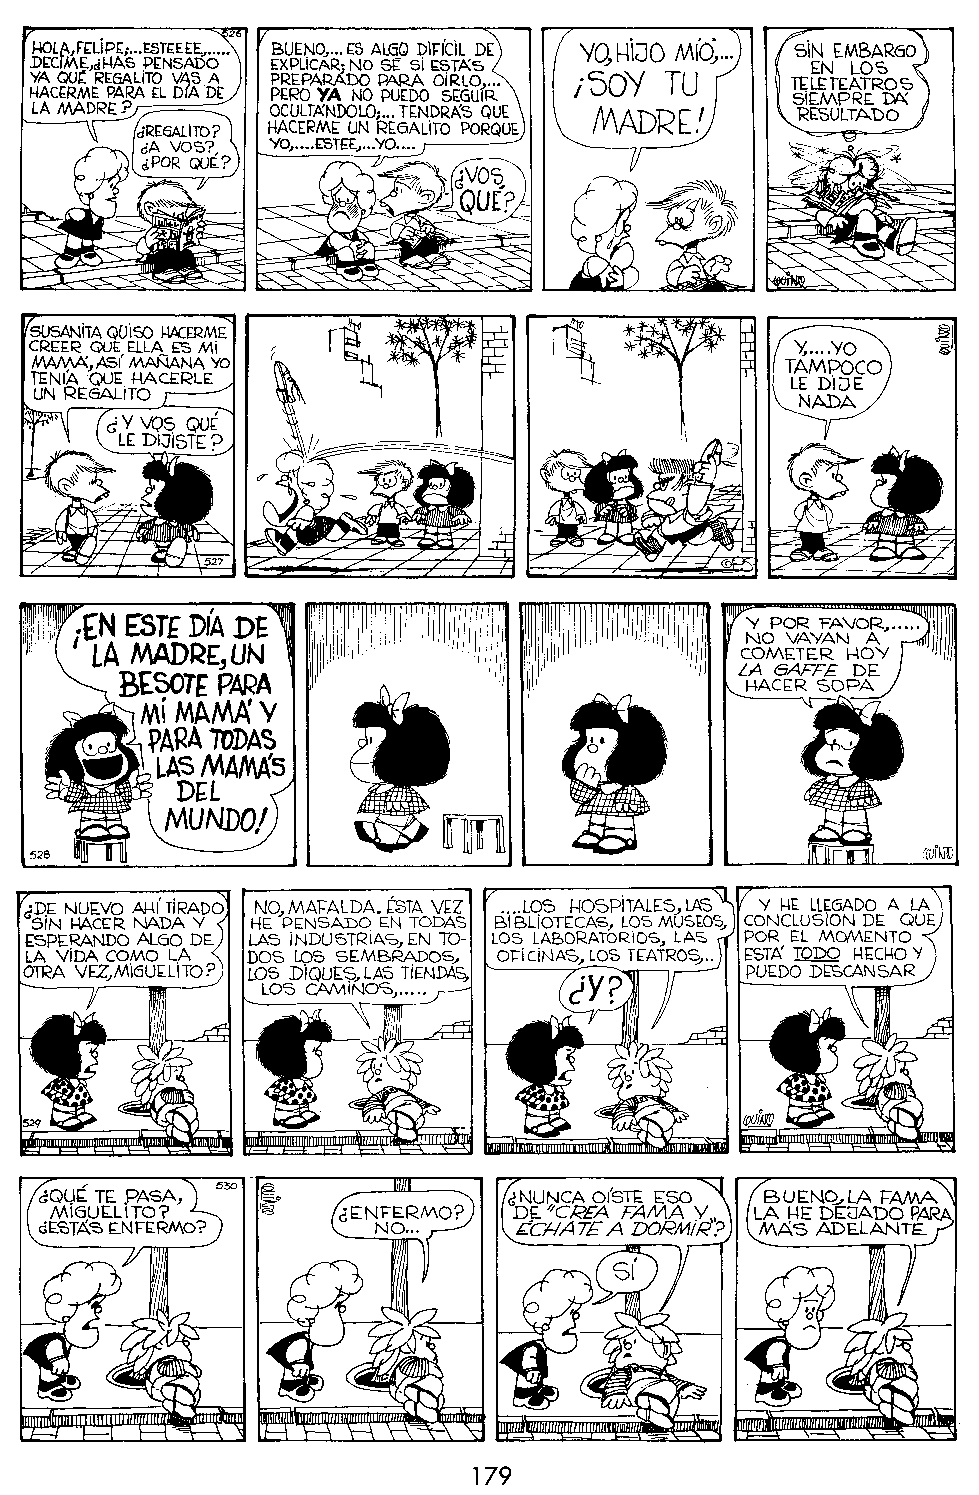 526
HOLA, FELIPE;...ESTEEEE,.....
DECIME,¿HAS PENSADO
YA QUÉ REGALITO VAS A
HACERME PARA EL DÍA DE
LA MADRE?
¿REGALITO?
¿A VOS?
¿POR QUÉ?
BUENO,...ES ALGO DIFÍCIL DE
EXPLICAR; NO SÉ SI ESTÁS
PREPARADO PARA OÍRLO,...
PERO YA NO PUEDO SEGUIR
OCULTÁNDOLO;...TENDRÁS QUE
HACERME UN REGALITO PORQUE
YO,....ESTEE,...YO....
¿VOS,
QUÉ?
YO, HIJO MÍO,...
¡SOY TU
MADRE!
SIN EMBARGO
EN LOS
TELETEATROS
SIEMPRE DA
RESULTADO
QUINO
SUSANITA QUISO HACERME
CREER QUE ELLA ES MI
MAMÁ, ASÍ MAÑANA YO
TENÍA QUE HACERLE
UN REGALITO
¿Y VOS QUÉ
LE DIJISTE?
527
Y,....YO
TAMPOCO
LE DIJE
NADA
QUINO
¡EN ESTE DÍA DE
LA MADRE, UN
BESOTE PARA
MI MAMÁ Y
PARA TODAS
LAS MAMÁS
DEL
MUNDO!
528
Y POR FAVOR,.....
NO VAYAN A
COMETER HOY
LA GAFFE DE
HACER SOPA
QUINO
¿DE NUEVO AHÍ TIRADO
SIN HACER NADA Y
ESPERANDO ALGO DE
LA VIDA COMO LA
OTRA VEZ, MIGUELITO?
529
NO, MAFALDA. ÉSTA VEZ
HE PENSADO EN TODAS
LAS INDUSTRIAS, EN TO-
DOS LOS SEMBRADOS,
LOS DIQUES, LAS TIENDAS,
LOS CAMINOS,.....
....LOS HOSPITALES, LAS
BIBLIOTECAS, LOS MUSEOS,
LOS LABORATORIOS, LAS
OFICINAS, LOS TEATROS...
¿Y?
Y HE LLEGADO A LA
CONCLUSIÓN DE QUE
POR EL MOMENTO
ESTÁ TODO HECHO Y
PUEDO DESCANSAR
QUINO
530
¿QUÉ TE PASA,
MIGUELITO?
¿ESTÁS ENFERMO?
QUINO
¿ENFERMO?
NO...
¿NUNCA OÍSTE ESO
DE "CREA FAMA Y
ÉCHATE A DORMIR"?
SÍ
BUENO, LA FAMA
LA HE DEJADO PARA
MÁS ADELANTE
179